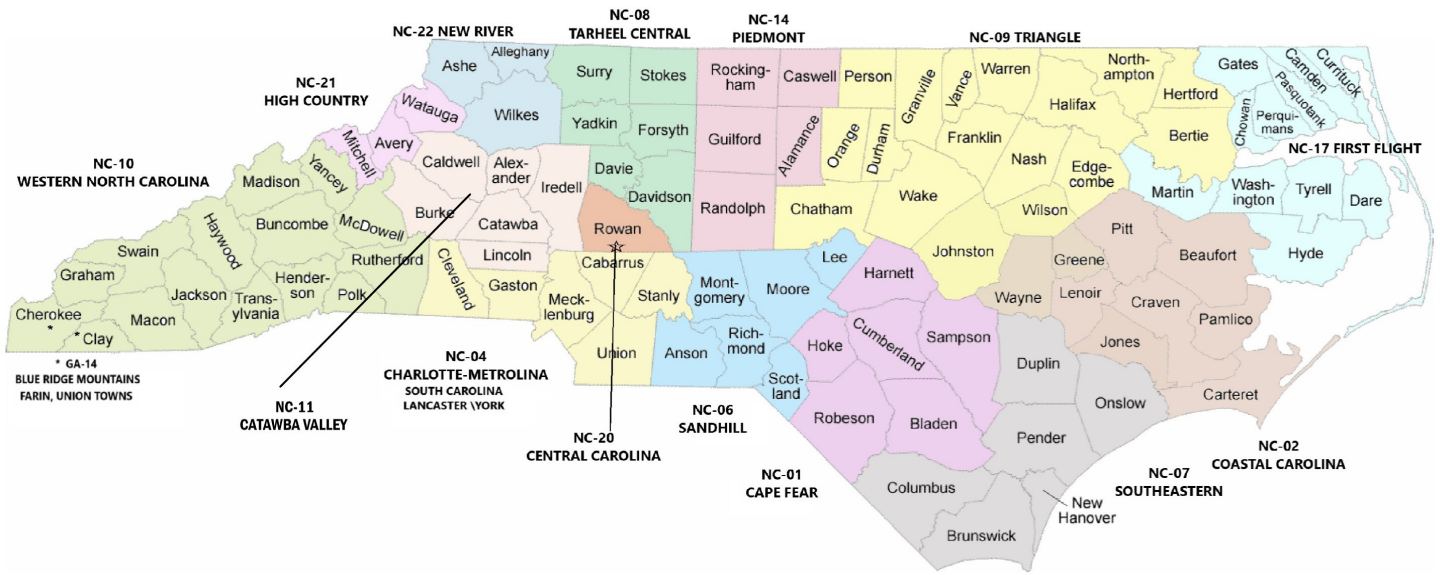 NC-08
TARHEEL CENTRAL
NC-14
PIEDMONT
NC-22 NEW RIVER
NC-09 TRIANGLE
NC-21
HIGH COUNTRY
NC-10
WESTERN NORTH CAROLINA
NC-17 FIRST FLIGHT
Ashe
Alleghany
Surry
Stokes
Rocking-
ham
Caswell
Person
Granville
Vance
Warren
North-
ampton
Gates
Camden
Currituck
Pasquotank
Hertford
Halifax
Chowan
Perqui-
mans
Watauga
Wilkes
Yadkin
Forsyth
Guilford
Alamance
Orange
Durham
Franklin
Nash
Edge-
combe
Bertie
Mitchell
Avery
Caldwell
Alex-
ander
Iredell
Davie
Davidson
Randolph
Chatham
Wake
Wilson
Martin
Wash-
ington
Tyrell
Dare
Madison
Yancey
Buncombe
McDowell
Burke
Catawba
Rowan
Johnston
Pitt
Beaufort
Hyde
Swain
Haywood
Rutherford
Cleveland
Lincoln
Gaston
Cabarrus
Stanly
Mont-
gomery
Moore
Lee
Harnett
Wayne
Greene
Lenoir
Craven
Pamlico
Graham
Cherokee
*
* Clay
Macon
Jackson
Trans-
ylvania
Hender-
son
Polk
Meck-
lenburg
Union
Anson
Rich-
mond
Scot-
land
Hoke
Cumberland
Sampson
Duplin
Jones
Carteret
Onslow
Robeson
Bladen
Pender
Columbus
Brunswick
New
Hanover
* GA-14
BLUE RIDGE MOUNTAINS
FARIN, UNION TOWNS
NC-11
CATAWBA VALLEY
NC-04
CHARLOTTE-METROLINA
SOUTH CAROLINA
LANCASTER \YORK
NC-20
CENTRAL CAROLINA
NC-06
SANDHILL
NC-01
CAPE FEAR
NC-07
SOUTHEASTERN
NC-02
COASTAL CAROLINA